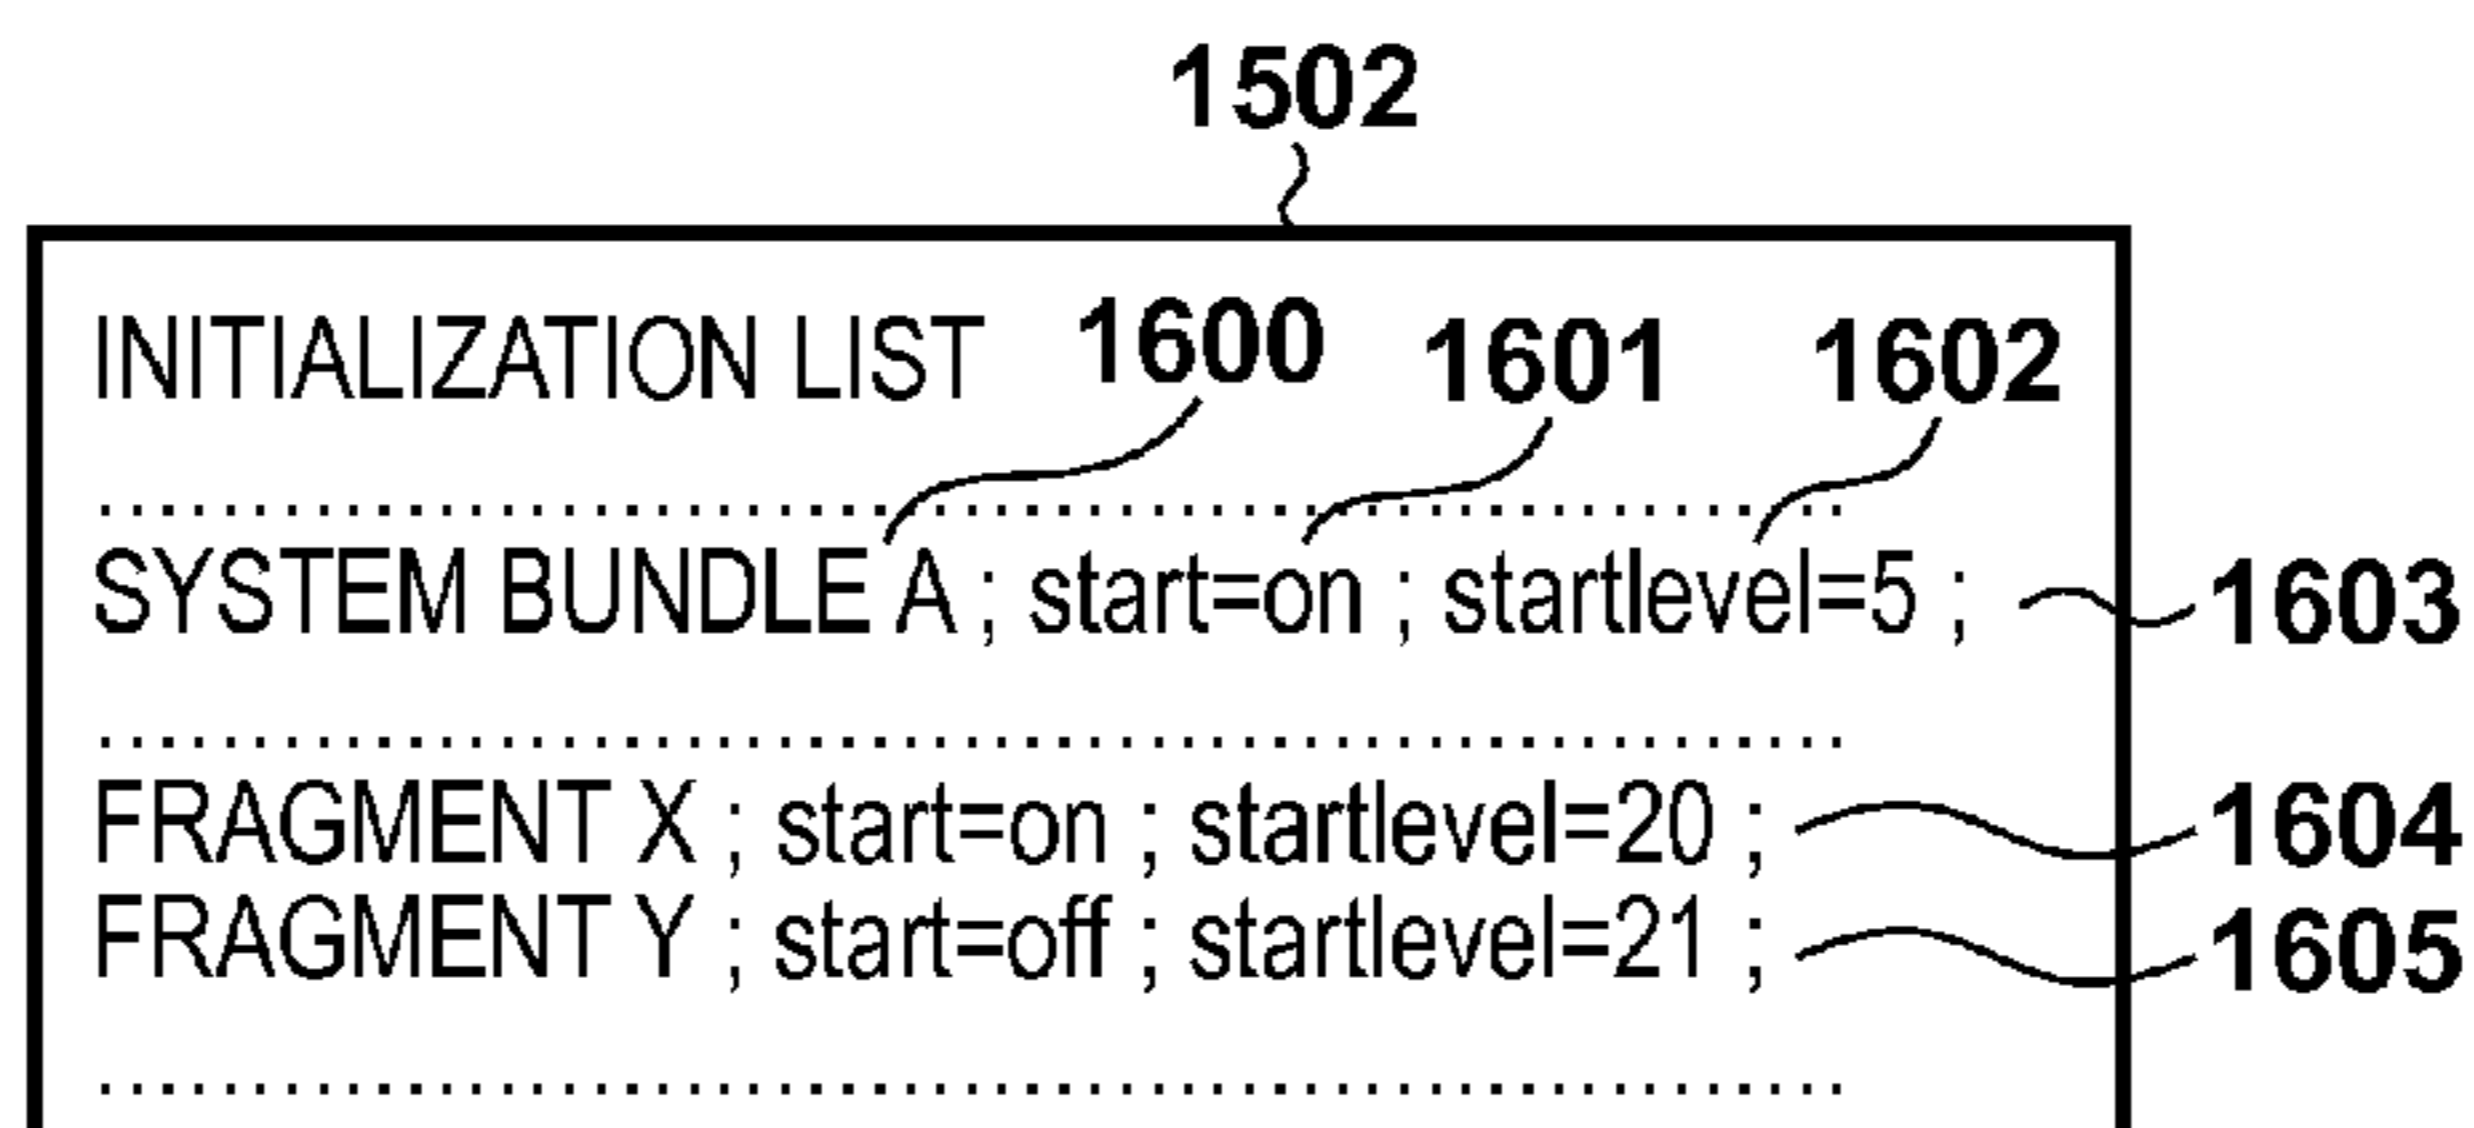 1502
INITIALIZATION LIST 1600 1601 1602
SYSTEM BUNDLE A ; start=on ; startlevel=5 ; 1603
FRAGMENT X ; start=on ; startlevel=20 ; 1604
FRAGMENT Y ; start=off ; startlevel=21 ; 1605